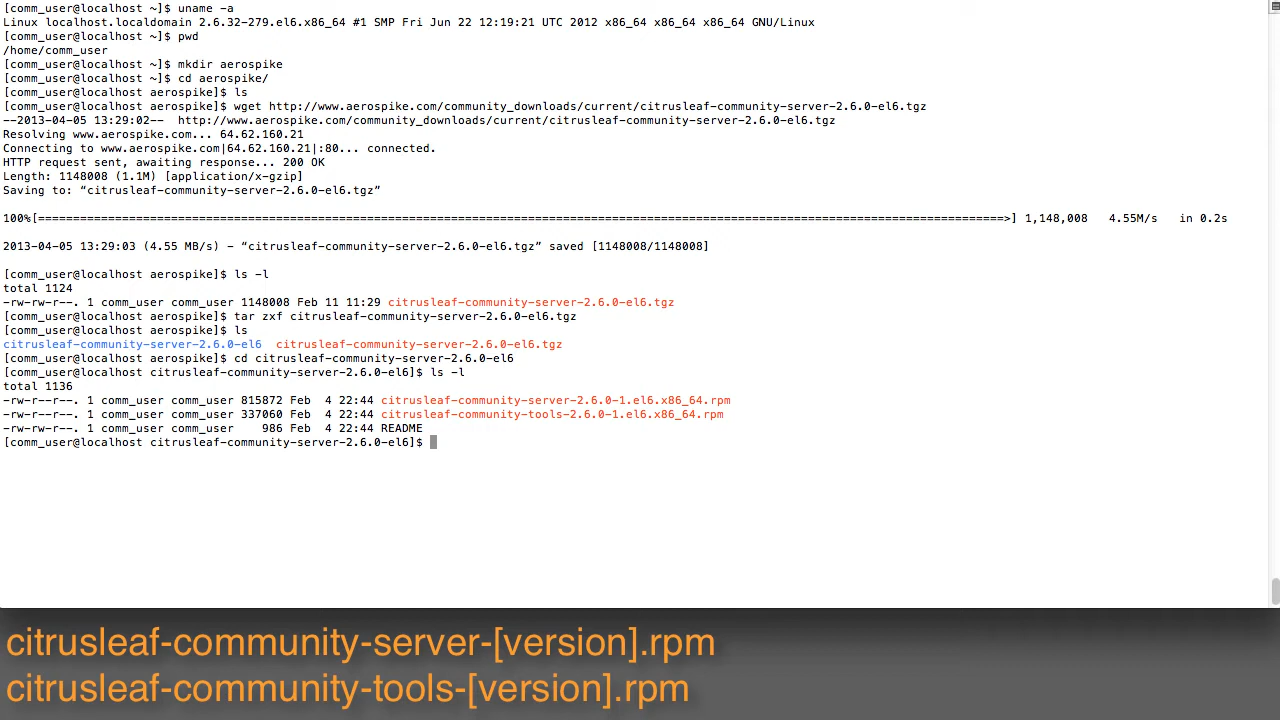 [comm_user@localhost ~]$ uname -a
Linux localhost.localdomain 2.6.32-279.el6.x86_64 #1 SMP Fri Jun 22 12:19:21 UTC 2012 x86_64 x86_64 x86_64 GNU/Linux
[comm_user@localhost ~]$ pwd
/home/comm_user
[comm_user@localhost ~]$ mkdir aerospike
[comm_user@localhost ~]$ cd aerospike/
[comm_user@localhost aerospike]$ ls
[comm_user@localhost aerospike]$ wget http://www.aerospike.com/community_downloads/current/citrusleaf-community-server-2.6.0-el6.tgz
--2013-04-05 13:29:02--  http://www.aerospike.com/community_downloads/current/citrusleaf-community-server-2.6.0-el6.tgz
Resolving www.aerospike.com... 64.62.160.21
Connecting to www.aerospike.com|64.62.160.21|:80... connected.
HTTP request sent, awaiting response... 200 OK
Length: 1148008 (1.1M) [application/x-gzip]
Saving to: “citrusleaf-community-server-2.6.0-el6.tgz”
100%[==========================================================================================================================================>] 1,148,008   4.55M/s   in 0.2s
2013-04-05 13:29:03 (4.55 MB/s) - “citrusleaf-community-server-2.6.0-el6.tgz” saved [1148008/1148008]
[comm_user@localhost aerospike]$ ls -l
total 1124
-rw-rw-r--. 1 comm_user comm_user 1148008 Feb 11 11:29 citrusleaf-community-server-2.6.0-el6.tgz
[comm_user@localhost aerospike]$ tar zxf citrusleaf-community-server-2.6.0-el6.tgz
[comm_user@localhost aerospike]$ ls
citrusleaf-community-server-2.6.0-el6  citrusleaf-community-server-2.6.0-el6.tgz
[comm_user@localhost aerospike]$ cd citrusleaf-community-server-2.6.0-el6
[comm_user@localhost citrusleaf-community-server-2.6.0-el6]$ ls -l
total 1136
-rw-rw-r--. 1 comm_user comm_user 815872 Feb  4 22:44 citrusleaf-community-server-2.6.0-1.el6.x86_64.rpm
-rw-rw-r--. 1 comm_user comm_user 337060 Feb  4 22:44 citrusleaf-community-tools-2.6.0-1.el6.x86_64.rpm
-rw-rw-r--. 1 comm_user comm_user    986 Feb  4 22:44 README
[comm_user@localhost citrusleaf-community-server-2.6.0-el6]$
citrusleaf-community-server-[version].rpm
citrusleaf-community-tools-[version].rpm